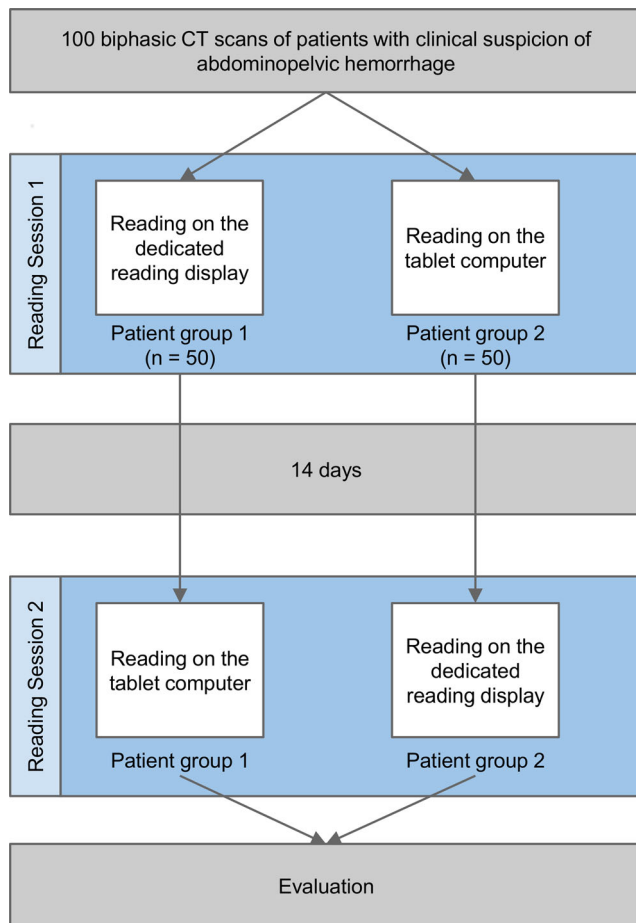 100 biphasic CT scans of patients with clinical suspicion of
abdominopelvic hemorrhage
Reading Session 1
Reading on the
dedicated
reading display
Patient group 1
(n = 50)
Reading on the
tablet computer
Patient group 2
(n = 50)
14 days
Reading Session 2
Reading on the
tablet computer
Patient group 1
Reading on the
dedicated
reading display
Patient group 2
Evaluation